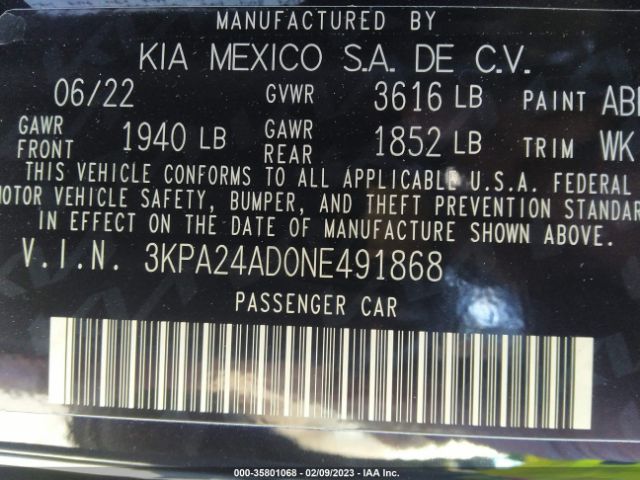 MANUFACTURED BY
KIA MEXICO S.A. DE C.V.
06/22 GVWR 3616 LB PAINT
GAWR FRONT 1940 LB GAWR REAR 1852 LB TRIM WK
THIS VEHICLE CONFORMS TO ALL APPLICABLE U.S.A. FEDERAL
MOTOR VEHICLE SAFETY, BUMPER, AND THEFT PREVENTION STANDAR
IN EFFECT ON THE DATE OF MANUFACTURE SHOWN ABOVE.
V.I.N. 3KPA24AD0NE491868
PASSENGER CAR
000-35801068 - 02/09/2023 - IAA Inc.